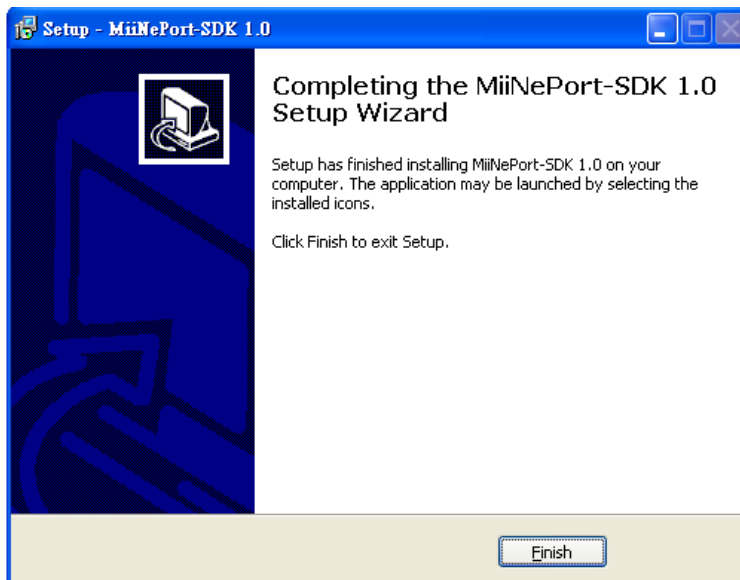 Setup - MiiNePort-SDK 1.0
Completing the MiiNePort-SDK 1.0
Setup Wizard
Setup has finished installing MiiNePort-SDK 1.0 on your
computer. The application may be launched by selecting the
installed icons.
Click Finish to exit Setup.
Finish